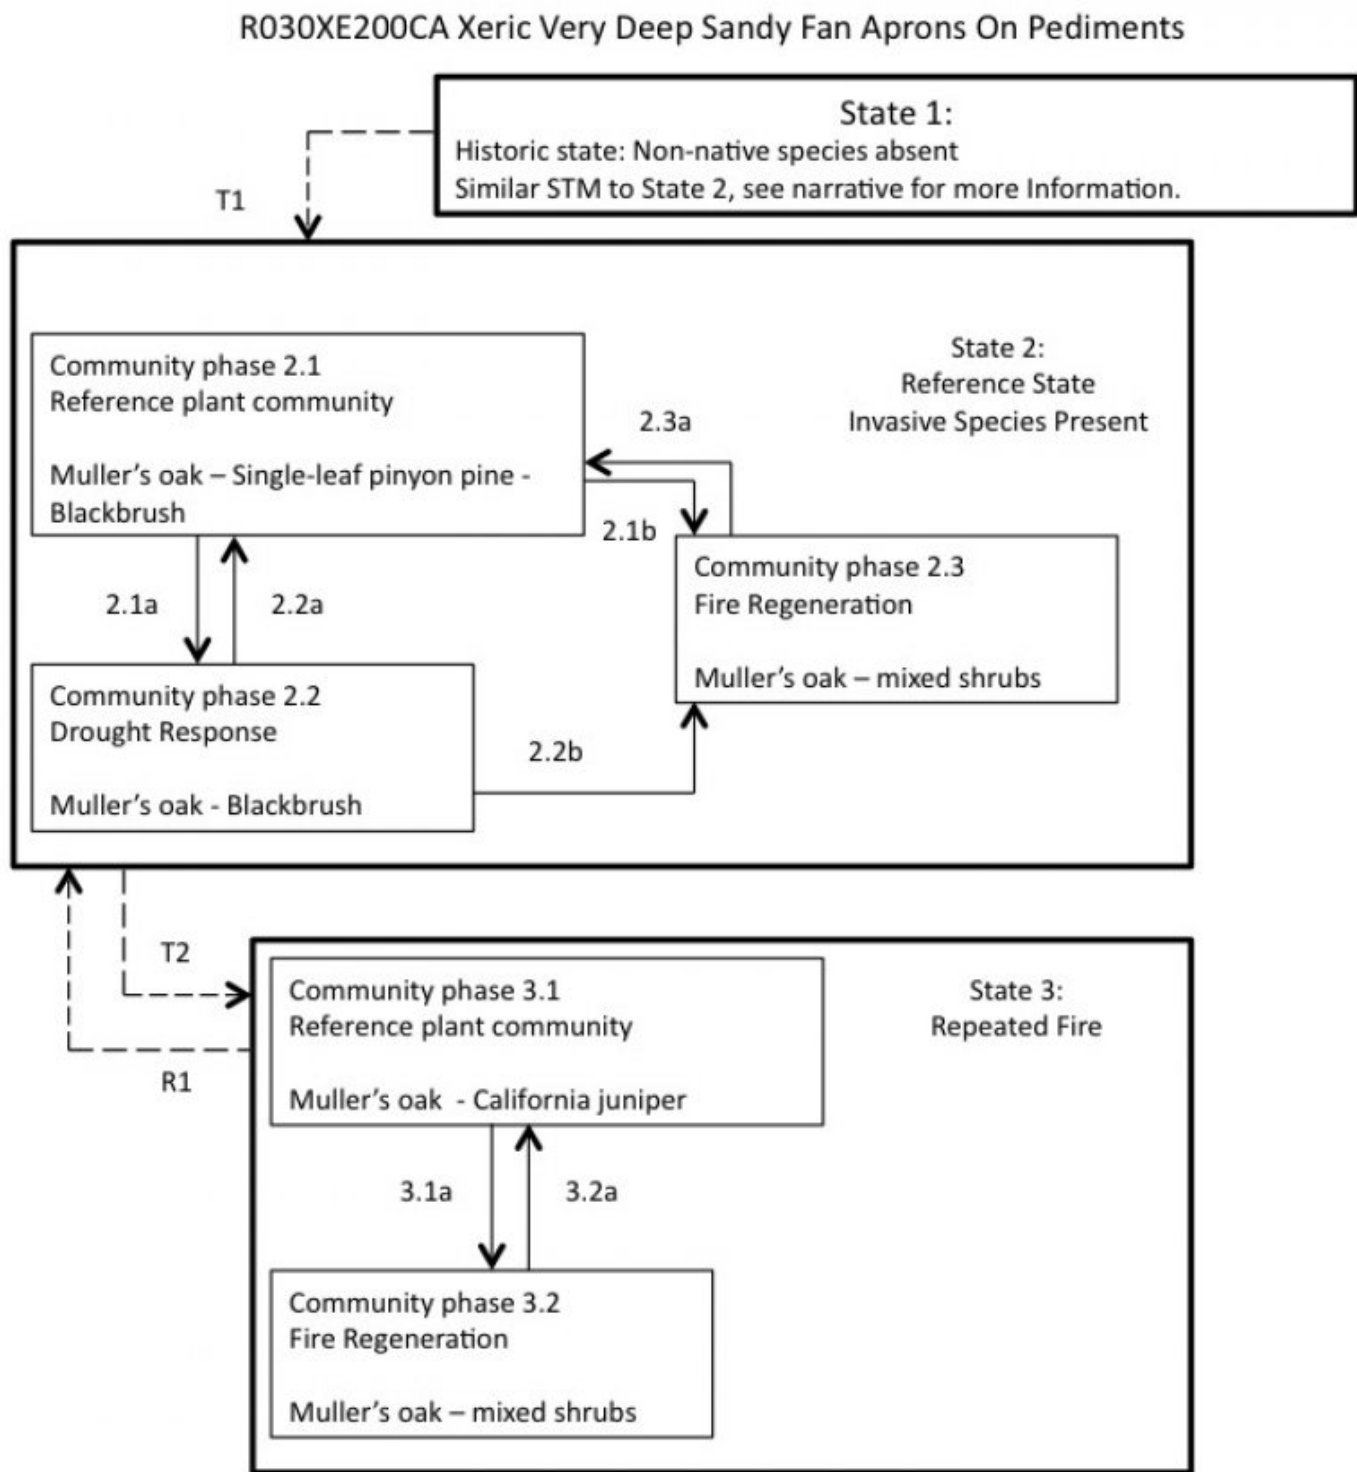 R030XE200CA Xeric Very Deep Sandy Fan Aprons On Pediments
State 1:
Historic state: Non-native species absent
Similar STM to State 2, see narrative for more Information.
T1
Community phase 2.1
Reference plant community
Muller's oak – Single-leaf pinyon pine -
Blackbrush
State 2:
Reference State
Invasive Species Present
2.3a
2.1b
Community phase 2.3
Fire Regeneration
Muller's oak – mixed shrubs
2.1a
2.2a
Community phase 2.2
Drought Response
Muller's oak - Blackbrush
2.2b
T2
R1
Community phase 3.1
Reference plant community
Muller's oak  - California juniper
State 3:
Repeated Fire
3.1a
3.2a
Community phase 3.2
Fire Regeneration
Muller's oak – mixed shrubs